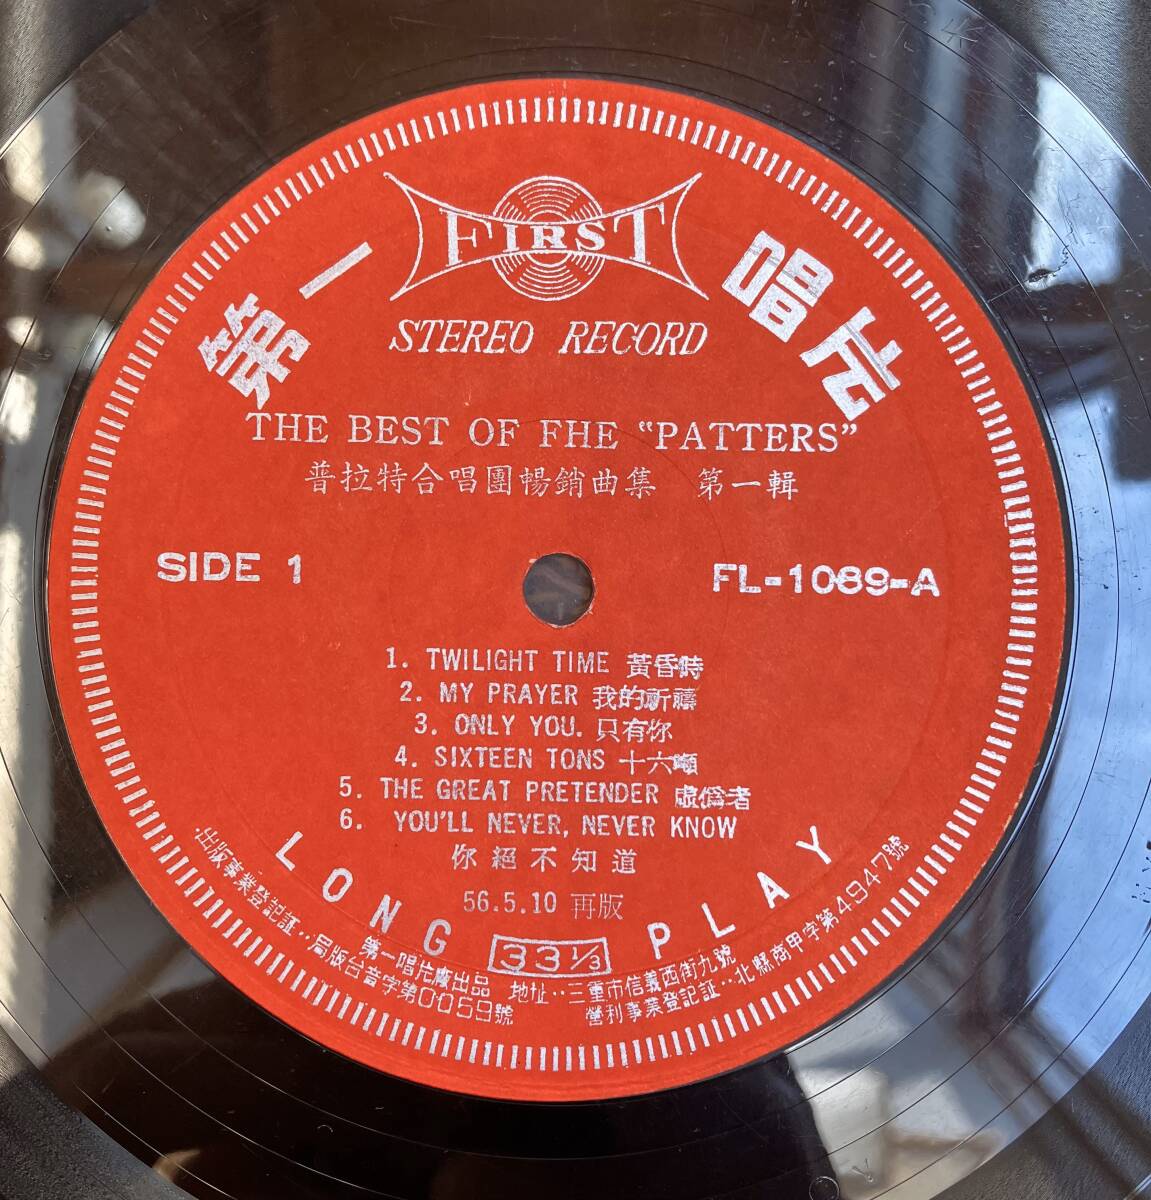 FIRST
第一唱片
STEREO RECORD
THE BEST OF FHE “PATTERS”
普拉特合唱團暢銷曲集 第一輯
SIDE 1
FL-1089-A
1. TWILIGHT TIME 黃昏時
2. MY PRAYER 我的祈禱
3. ONLY YOU. 只有你
4. SIXTEEN TONS 十六噸
5. THE GREAT PRETENDER 虛僞者
6. YOU'LL NEVER, NEVER KNOW
你絕不知道
56.5.10 再版
LONG 33⅓ PLAY
第一唱片廠出品 地址：三重市信義西街九號
出版事業登記証：局版台音字第0059號 營利事業登記証：北縣商甲字第4947號